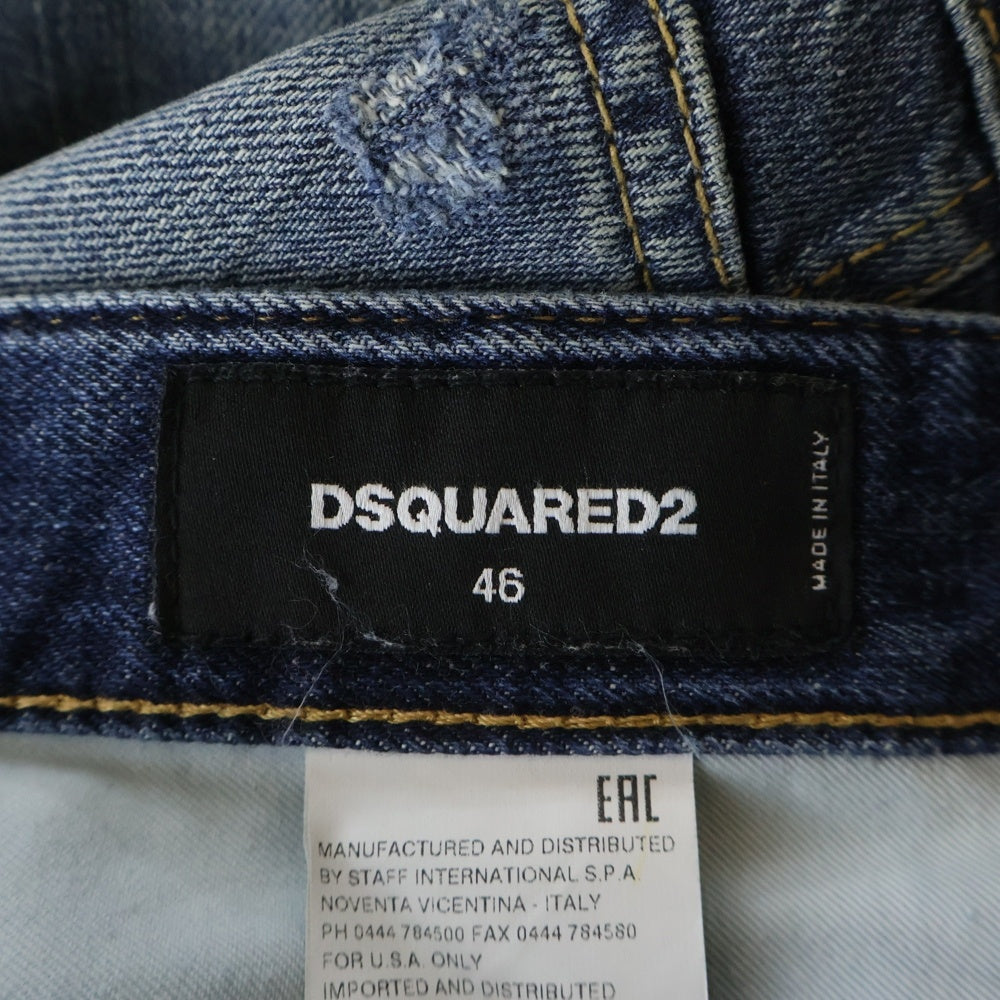 DSQUARED2
46
MADE IN ITALY
EAC
MANUFACTURED AND DISTRIBUTED
BY STAFF INTERNATIONAL S.P.A.
NOVENTA VICENTINA - ITALY
PH 0444 784500 FAX 0444 784580
FOR U.S.A. ONLY
IMPORTED AND DISTRIBUTED